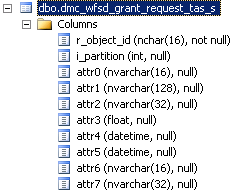 dbo.dmc_wfsd_grant_request_tas_s
Columns
r_object_id (nchar(16), not null)
i_partition (int, null)
attr0 (nvarchar(16), null)
attr1 (nvarchar(128), null)
attr2 (nvarchar(32), null)
attr3 (float, null)
attr4 (datetime, null)
attr5 (datetime, null)
attr6 (nvarchar(16), null)
attr7 (nvarchar(32), null)